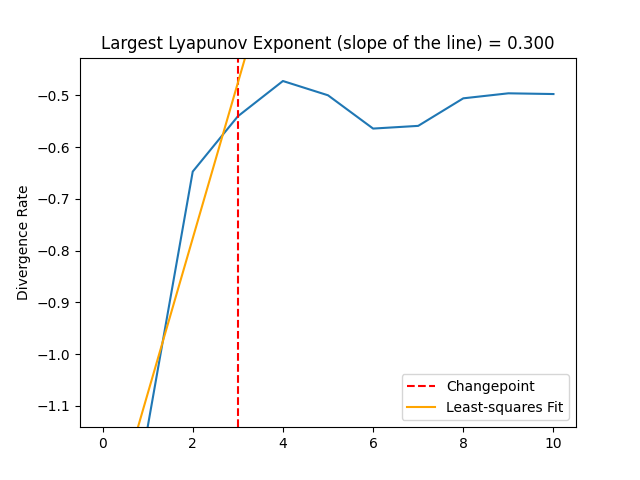 Largest Lyapunov Exponent (slope of the line) = 0.300
Divergence Rate
−0.5
−0.6
−0.7
−0.8
−0.9
−1.0
−1.1
0 2 4 6 8 10
Changepoint
Least-squares Fit